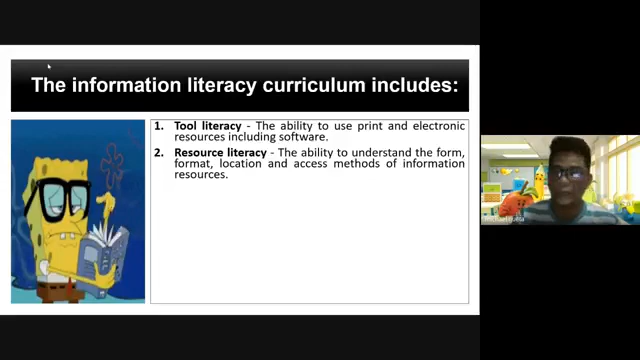 The information literacy curriculum includes:
1. Tool literacy - The ability to use print and electronic
resources including software.
2. Resource literacy - The ability to understand the form,
format, location and access methods of information
resources.